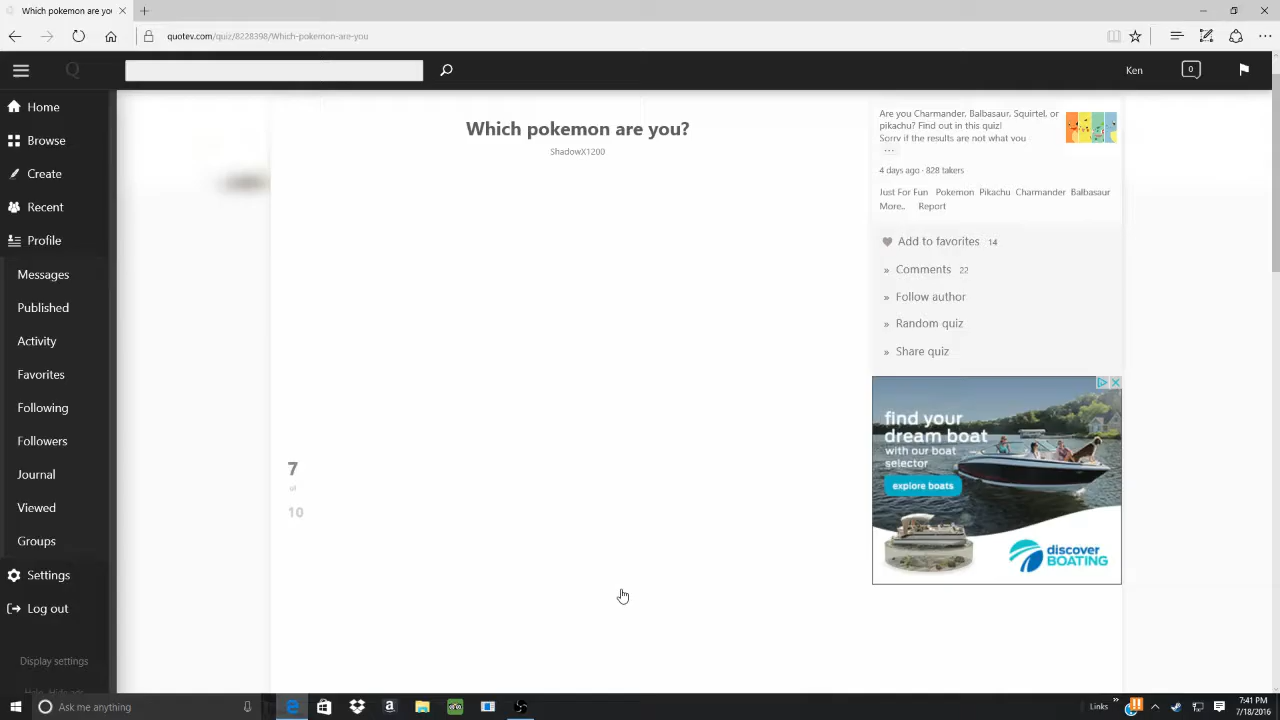 Which pokemon are you
quotev.com/quiz/8228398/Which-pokemon-are-you
Q
Ken
0
Home
Browse
Create
Recent
Profile
Messages
Published
Activity
Favorites
Following
Followers
Journal
Viewed
Groups
Settings
Log out
Display settings
Which pokemon are you?
ShadowX1200
7
of
10
Are you Charmander, Balbasaur, Squirtel, or
pikachu? Find out in this quiz!
Sorry if the results are not what you
...
4 days ago · 828 takers
Just For Fun Pokemon Pikachu Charmander Balbasaur
More.. Report
Add to favorites 14
» Comments 22
» Follow author
» Random quiz
» Share quiz
find your
dream boat
with our boat
selector
explore boats
discover
BOATING
Ask me anything
Links
7:41 PM
7/18/2016